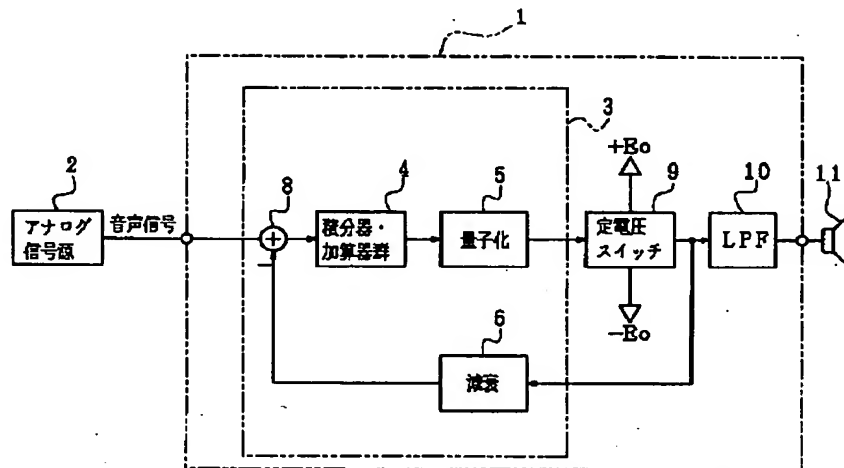 1
3
2
アナログ
信号源
音声信号
8
+
−
4
積分器・
加算器群
5
量子化
+Eo
9
定電圧
スイッチ
−Eo
10
LPF
11
6
減衰